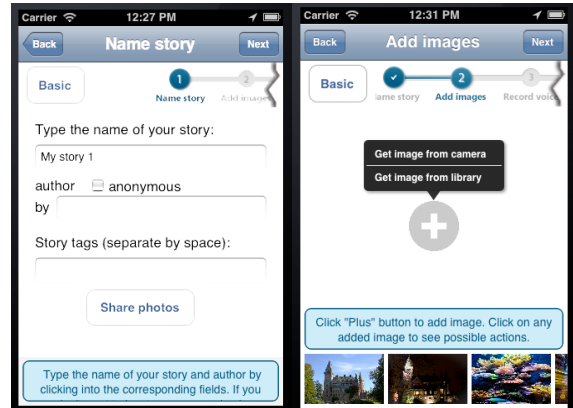 Carrier 12:27 PM
Back Name story Next
Basic
1 2
Name story Add images
Type the name of your story:
My story 1
author anonymous
by
Story tags (separate by space):
Share photos
Type the name of your story and author by
clicking into the corresponding fields. If you
Carrier 12:31 PM
Back Add images Next
Basic
2 3
ame story Add images Record voic
Get image from camera
Get image from library
Click "Plus" button to add image. Click on any
added image to see possible actions.